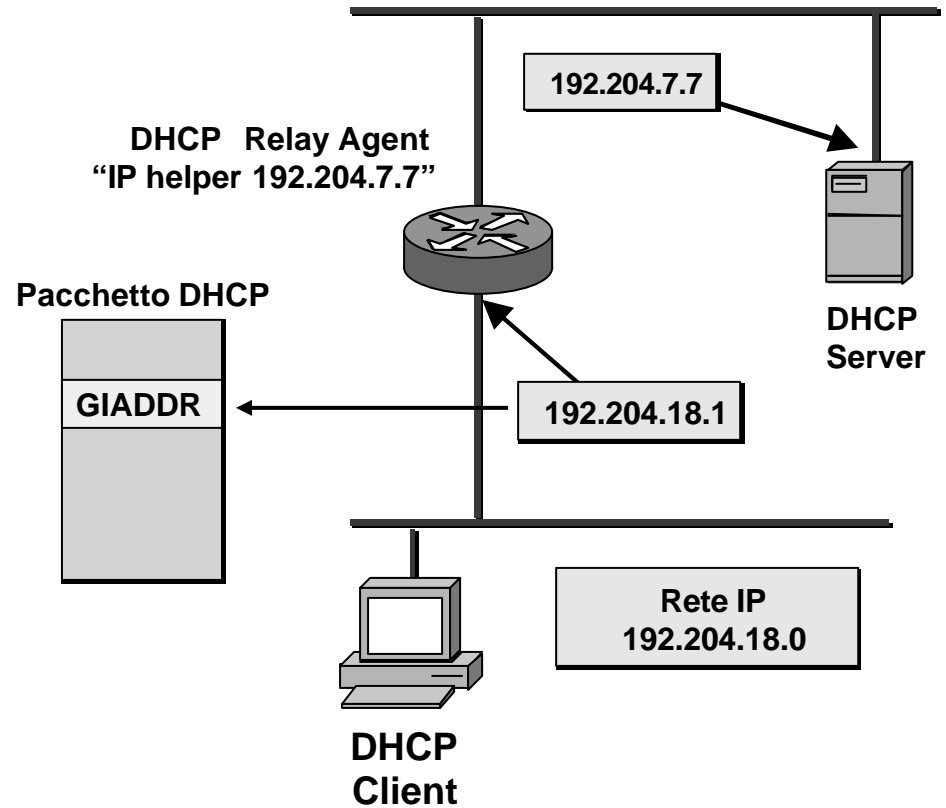 192.204.7.7
DHCP Relay Agent
“IP helper 192.204.7.7”
Pacchetto DHCP
DHCP
Server
GIADDR
192.204.18.1
Rete IP
192.204.18.0
DHCP
Client